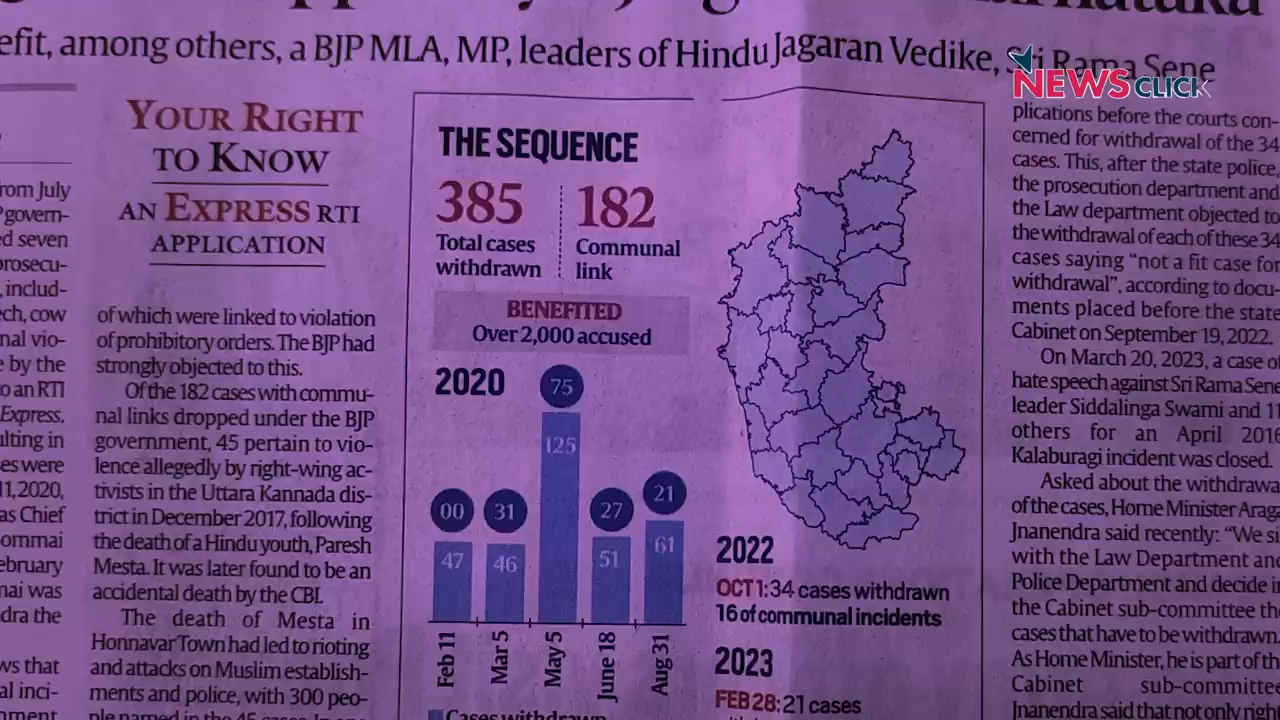 efit, among others, a BJP MLA, MP, leaders of Hindu Jagaran Vedike, Sri Rama Sene
NEWSCLICK
rom July
govern-
ed seven
prosecu-
, includ-
ech, cow
nal vio-
e by the
o an RTI
Express.
ulting in
es were
11, 2020,
as Chief
ommai
ebruary
nai was
dra the
ws that
al inci-
YOUR RIGHT
TO KNOW
AN EXPRESS RTI
APPLICATION
of which were linked to violation
of prohibitory orders. The BJP had
strongly objected to this.
Of the 182 cases with commu-
nal links dropped under the BJP
government, 45 pertain to vio-
lence allegedly by right-wing ac-
tivists in the Uttara Kannada dis-
trict in December 2017, following
the death of a Hindu youth, Paresh
Mesta. It was later found to be an
accidental death by the CBI.
The death of Mesta in
Honnavar Town had led to rioting
and attacks on Muslim establish-
ments and police, with 300 peo-
ple named in the 45 cases.
THE SEQUENCE
385
Total cases
withdrawn
182
Communal
link
BENEFITED
Over 2,000 accused
2020
75
125
00
47
31
46
27
51
21
61
Feb 11
Mar 5
May 5
June 18
Aug 31
Cases withdrawn
2022
OCT 1: 34 cases withdrawn
16 of communal incidents
2023
FEB 28: 21 cases
plications before the courts con-
cerned for withdrawal of the 34
cases. This, after the state police,
the prosecution department and
the Law department objected to
the withdrawal of each of these 34
cases saying "not a fit case for
withdrawal", according to docu-
ments placed before the state
Cabinet on September 19, 2022.
On March 20, 2023, a case of
hate speech against Sri Rama Sene
leader Siddalinga Swami and 11
others for an April 2016
Kalaburagi incident was closed.
Asked about the withdrawa
of the cases, Home Minister Araga
Jnanendra said recently: "We si
with the Law Department and
Police Department and decide i
the Cabinet sub-committee th
cases that have to be withdrawn.
As Home Minister, he is part of th
Cabinet sub-committee
Jnanendra said that not only right